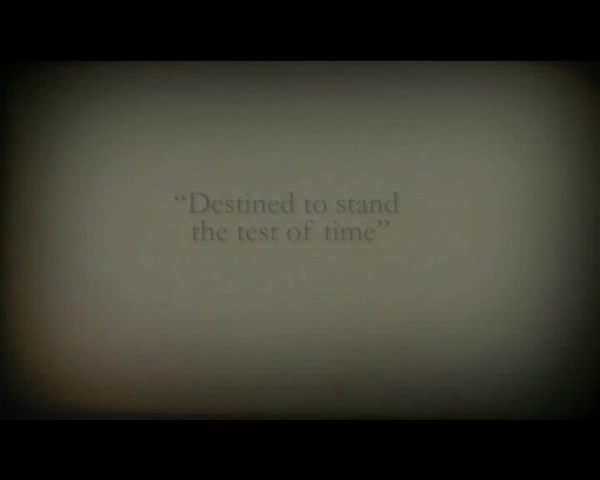 “Destined to stand
the test of time”